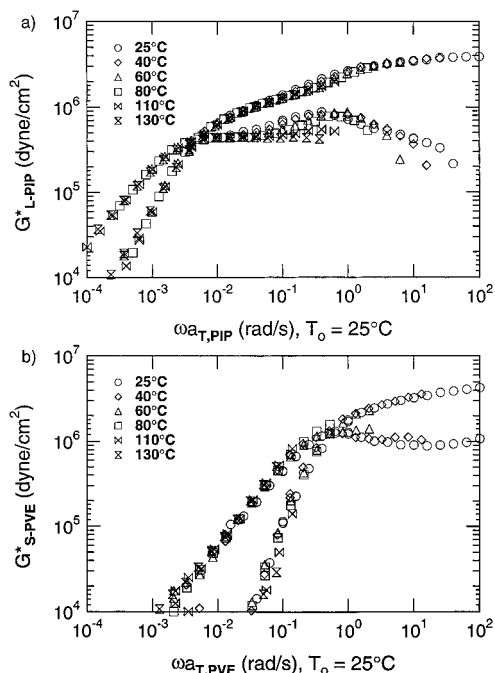 a)
10⁷
25°C
40°C
60°C
80°C
110°C
130°C
10⁶
10⁵
10⁴
G*L-PIP (dyne/cm²)
10⁻⁴ 10⁻³ 10⁻² 10⁻¹ 10⁰ 10¹ 10²
ωaT,PIP (rad/s), To = 25°C
b)
10⁷
25°C
40°C
60°C
80°C
110°C
130°C
10⁶
10⁵
10⁴
G*S-PVE (dyne/cm²)
10⁻⁴ 10⁻³ 10⁻² 10⁻¹ 10⁰ 10¹ 10²
ωaT,PVE (rad/s), To = 25°C